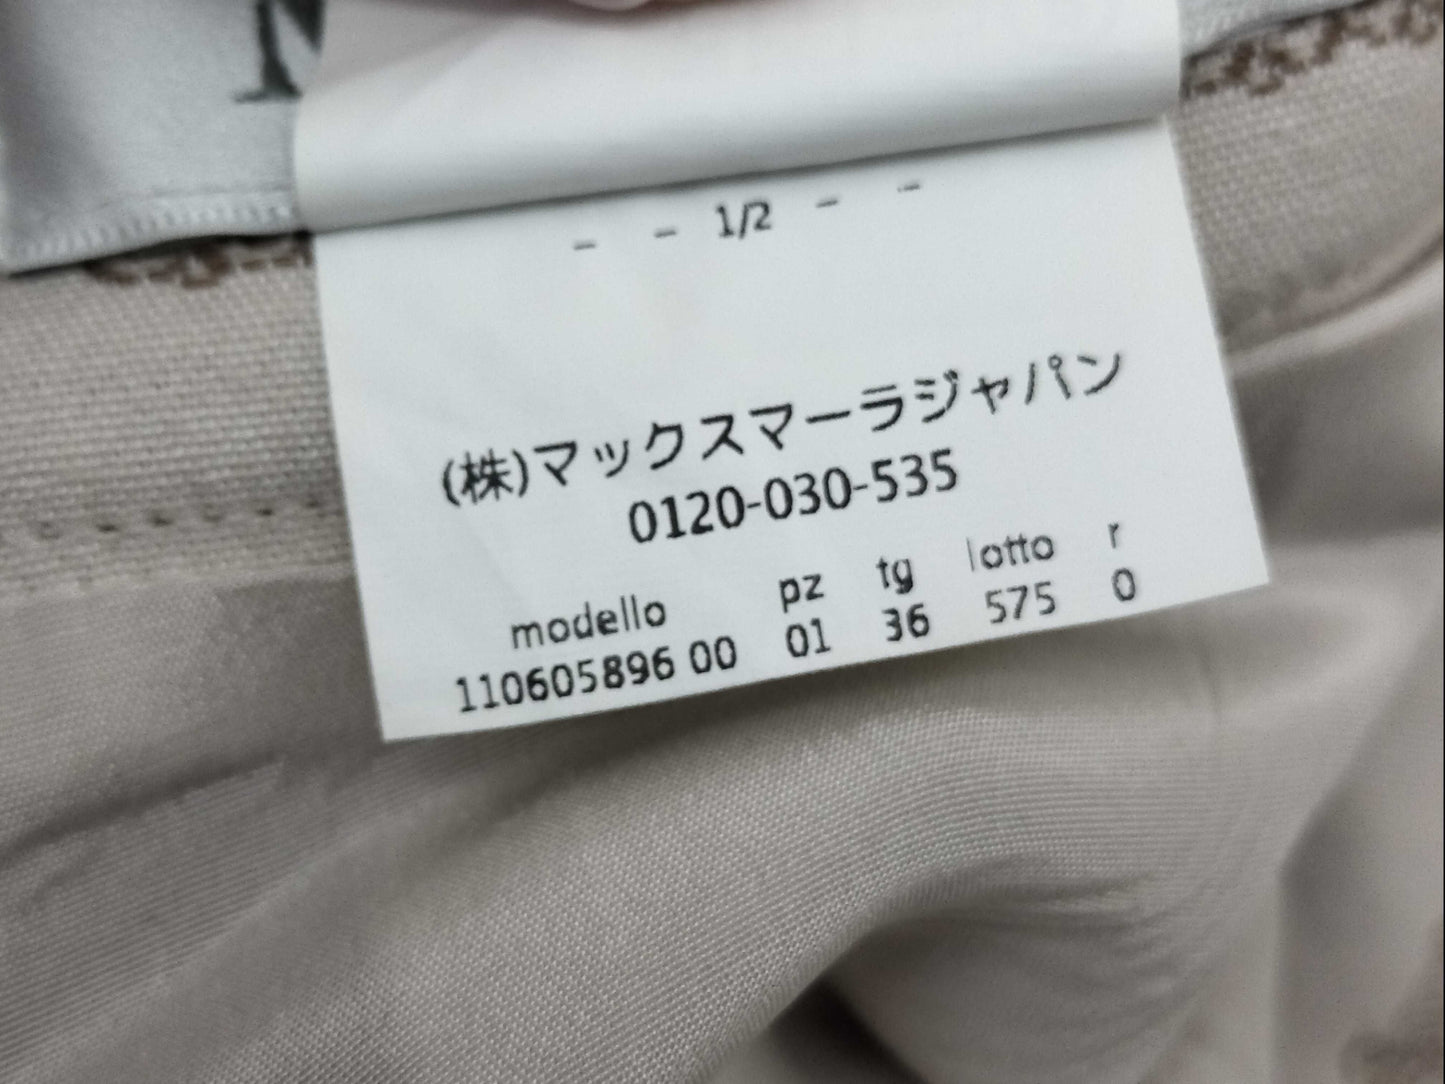 - - 1/2 - -
(株)マックスマーラジャパン
0120-030-535
modello pz tg lotto r
110605896 00 01 36 575 0